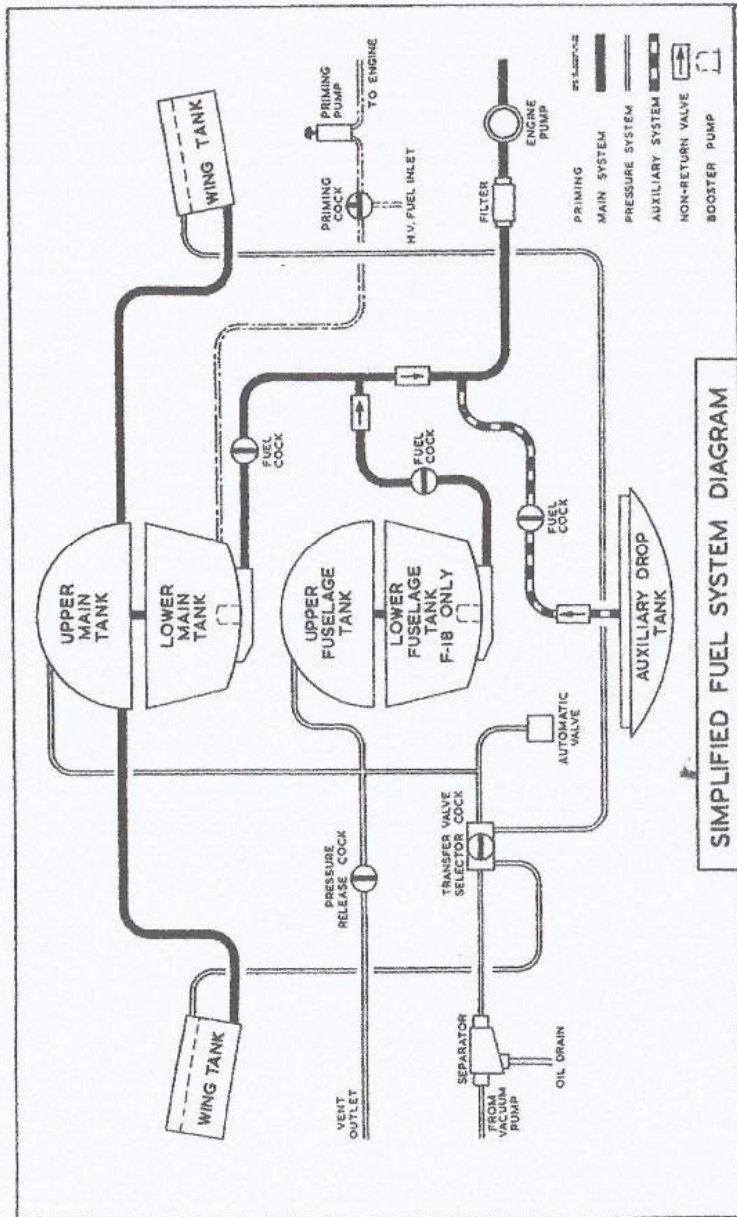 WING TANK
UPPER
MAIN
TANK
LOWER
MAIN
TANK
WING TANK
VENT
OUTLET
PRESSURE
RELEASE COCK
UPPER
FUSELAGE
TANK
LOWER
FUSELAGE
TANK
F-18 ONLY
FUEL
COCK
FUEL
COCK
PRIMING
COCK
PRIMING
PUMP
TO ENGINE
H.V. FUEL INLET
FROM
VACUUM
PUMP
SEPARATOR
OIL DRAIN
TRANSFER VALVE
SELECTOR COCK
AUTOMATIC
VALVE
FUEL
COCK
AUXILIARY DROP
TANK
FILTER
ENGINE
PUMP
PRIMING
MAIN SYSTEM
PRESSURE SYSTEM
AUXILIARY SYSTEM
NON-RETURN VALVE
BOOSTER PUMP
SIMPLIFIED FUEL SYSTEM DIAGRAM